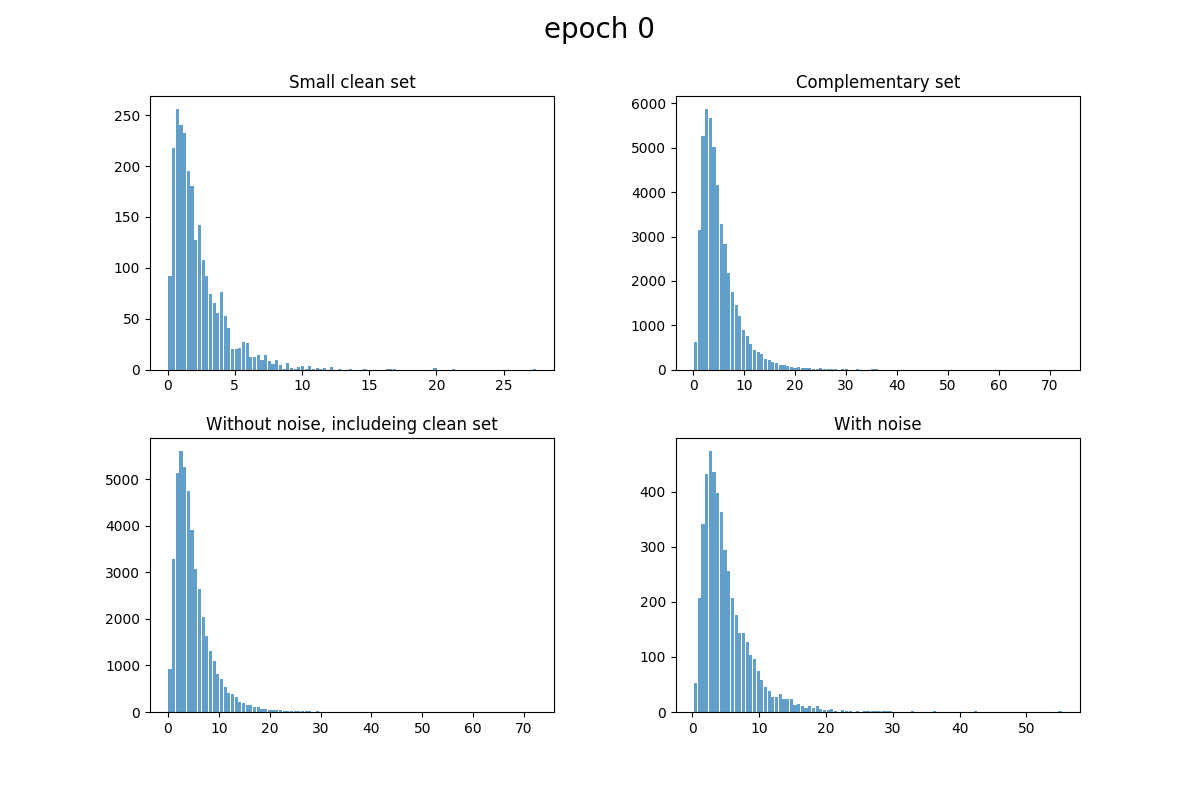 epoch 0
Small clean set
250
200
150
100
50
0
0 5 10 15 20 25
Complementary set
6000
5000
4000
3000
2000
1000
0
0 10 20 30 40 50 60 70
Without noise, includeing clean set
5000
4000
3000
2000
1000
0
0 10 20 30 40 50 60 70
With noise
400
300
200
100
0
0 10 20 30 40 50